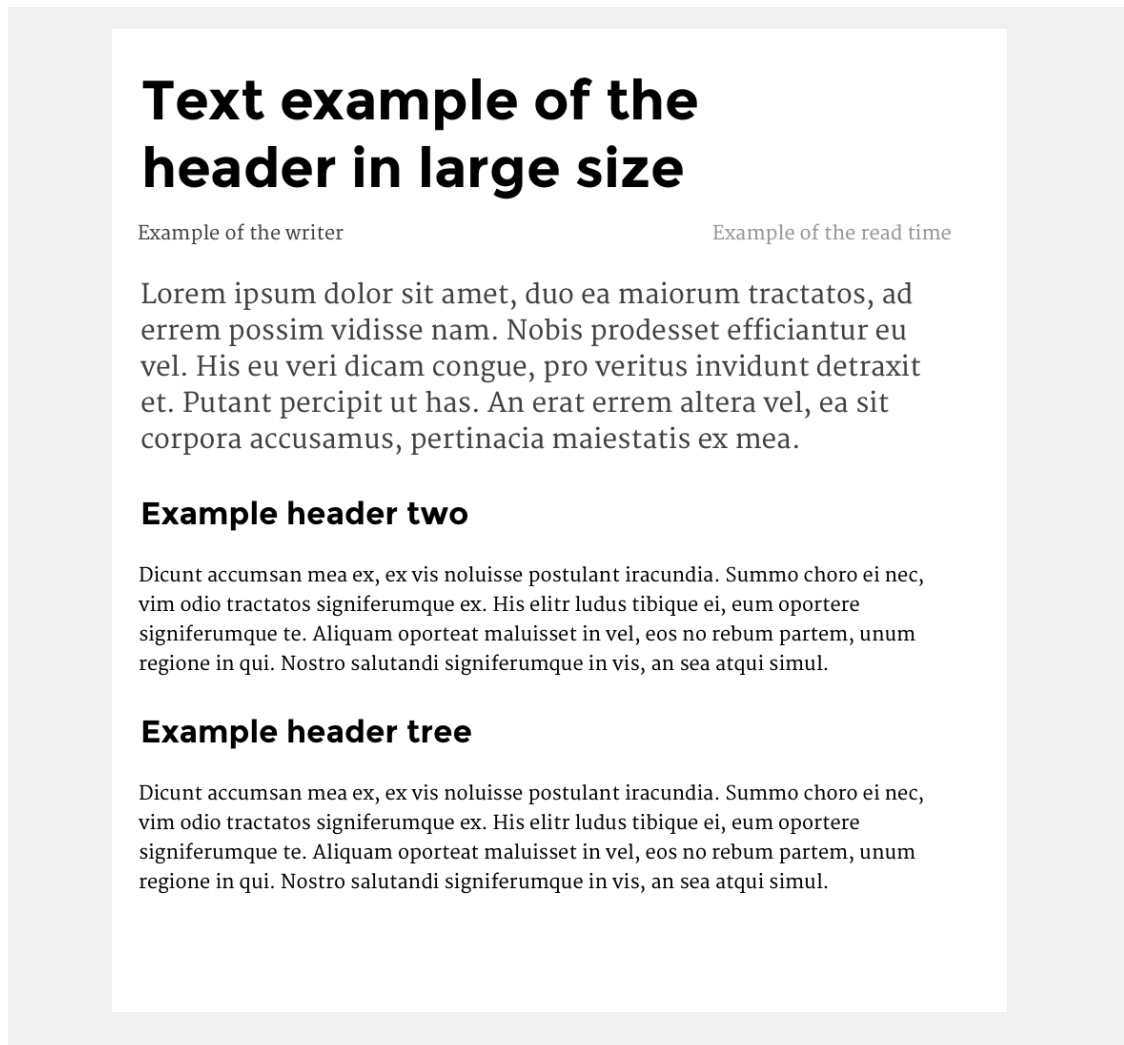 Text example of the
header in large size
Example of the writer
Example of the read time
Lorem ipsum dolor sit amet, duo ea maiorum tractatos, ad
errem possim vidisse nam. Nobis prodesset efficiantur eu
vel. His eu veri dicam congue, pro veritus invidunt detraxit
et. Putant percipit ut has. An erat errem altera vel, ea sit
corpora accusamus, pertinacia maiestatis ex mea.
Example header two
Dicunt accumsan mea ex, ex vis noluisse postulant iracundia. Summo choro ei nec,
vim odio tractatos signiferumque ex. His elitr ludus tibique ei, eum oportere
signiferumque te. Aliquam oporteat maluisset in vel, eos no rebum partem, unum
regione in qui. Nostro salutandi signiferumque in vis, an sea atqui simul.
Example header tree
Dicunt accumsan mea ex, ex vis noluisse postulant iracundia. Summo choro ei nec,
vim odio tractatos signiferumque ex. His elitr ludus tibique ei, eum oportere
signiferumque te. Aliquam oporteat maluisset in vel, eos no rebum partem, unum
regione in qui. Nostro salutandi signiferumque in vis, an sea atqui simul.